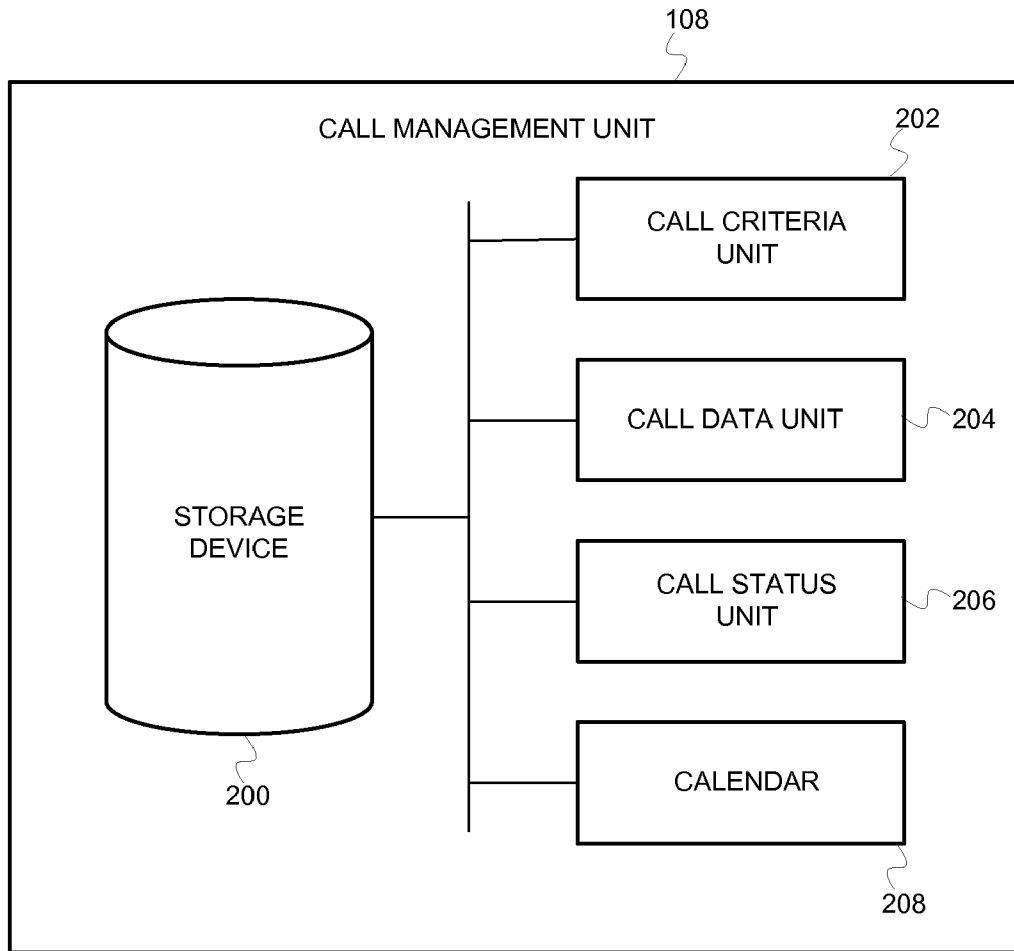 108
CALL MANAGEMENT UNIT
202
CALL CRITERIA
UNIT
CALL DATA UNIT
204
STORAGE
DEVICE
CALL STATUS
UNIT
206
200
CALENDAR
208